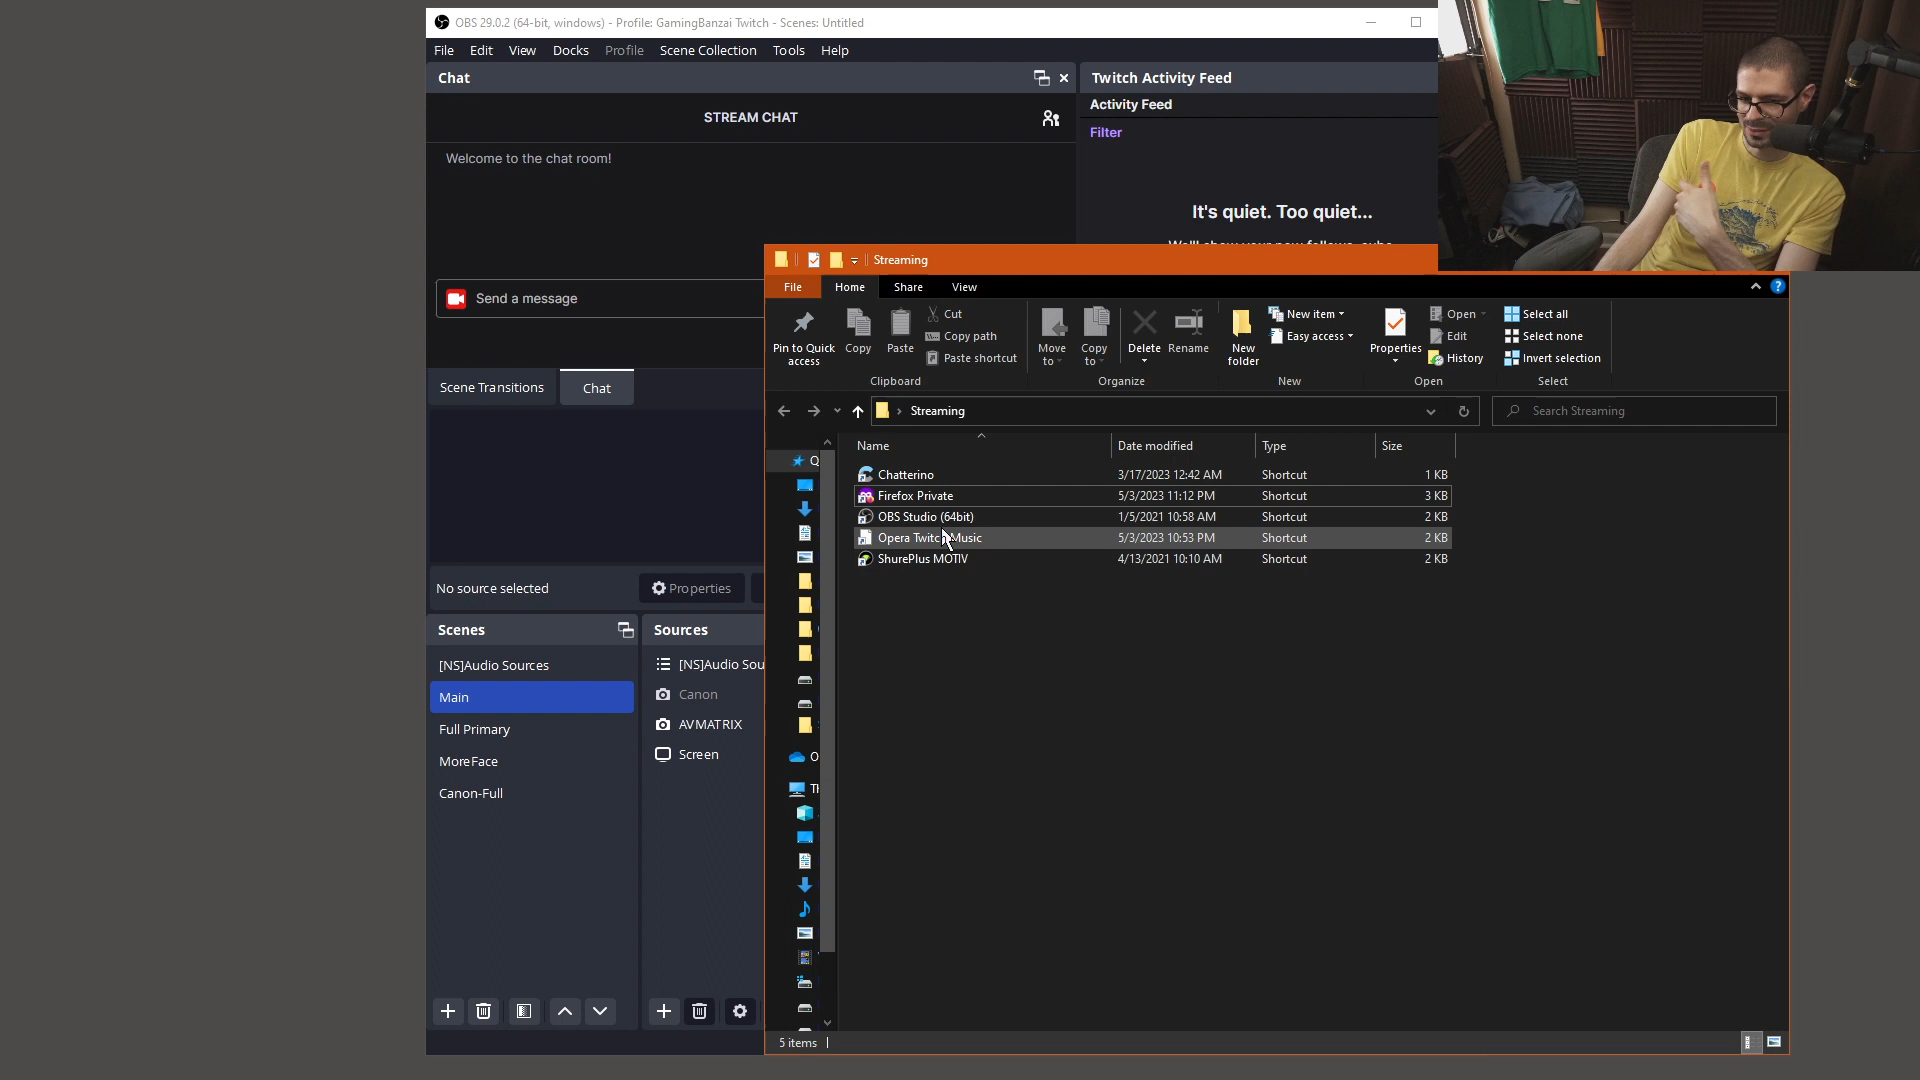 OBS 29.0.2 (64-bit, windows) - Profile: GamingBanzai Twitch - Scenes: Untitled
File Edit View Docks Profile Scene Collection Tools Help
Chat
Twitch Activity Feed
STREAM CHAT
Activity Feed
Filter
Welcome to the chat room!
It's quiet. Too quiet...
Send a message
Scene Transitions
Chat
No source selected
Properties
Scenes
Sources
[NS]Audio Sources
Main
Full Primary
MoreFace
Canon-Full
[NS]Audio Sou
Canon
AVMATRIX
Screen
Streaming
File Home Share View
Pin to Quick access
Copy
Paste
Cut
Copy path
Paste shortcut
Clipboard
Move to
Copy to
Delete
Rename
Organize
New folder
New item
Easy access
New
Properties
Open
Edit
History
Open
Select all
Select none
Invert selection
Select
Streaming
Search Streaming
Name Date modified Type Size
Chatterino 3/17/2023 12:42 AM Shortcut 1 KB
Firefox Private 5/3/2023 11:12 PM Shortcut 3 KB
OBS Studio (64bit) 1/5/2021 10:58 AM Shortcut 2 KB
Opera Twitch Music 5/3/2023 10:53 PM Shortcut 2 KB
ShurePlus MOTIV 4/13/2021 10:10 AM Shortcut 2 KB
5 items